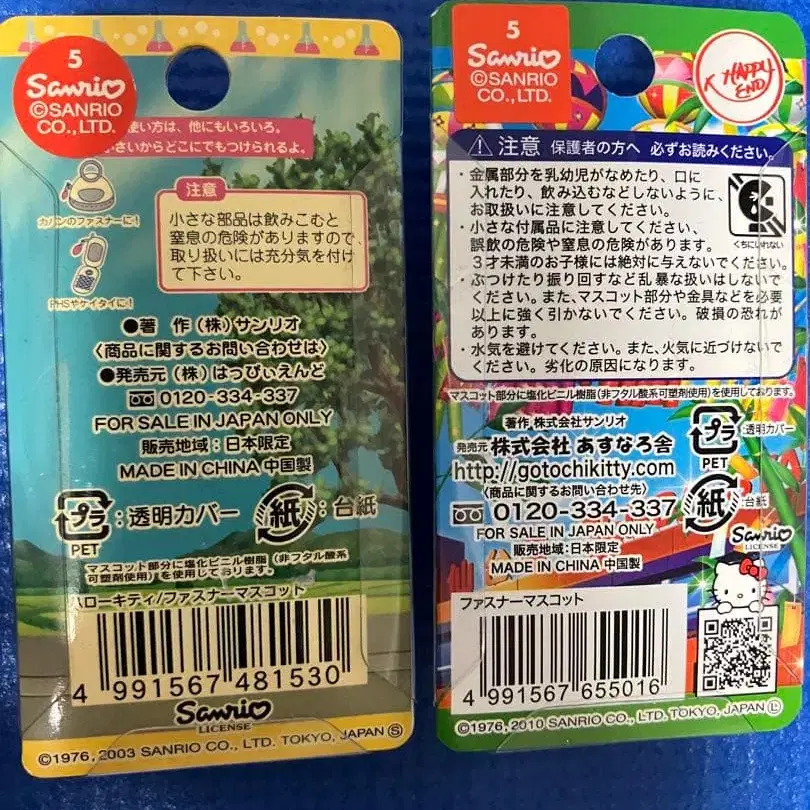 5
Sanrio
©SANRIO
CO., LTD.
使い方は、他にもいろいろ。
小さいからどこにでもつけられるよ。
カバンのファスナーに!
PHSやケイタイに!
注意
小さな部品は飲みこむと
窒息の危険がありますので、
取り扱いには充分気を付け
て下さい。
●著 作 (株) サンリオ
〈商品に関するお問い合わせは〉
●発売元 (株) はっぴぃえんど
0120-334-337
FOR SALE IN JAPAN ONLY
販売地域:日本限定
MADE IN CHINA 中国製
プラ
PET
:透明カバー
紙
:台紙
マスコット部分に塩化ビニル樹脂 (非フタル酸系
可塑剤使用) を使用しております。
ハローキティ/ファスナーマスコット
4 991567 481530
Sanrio
LICENSE
©1976, 2003 SANRIO CO., LTD. TOKYO, JAPAN Ⓢ
5
Sanrio
©SANRIO
CO., LTD.
K HAPPY
END
注意 保護者の方へ 必ずお読みください。
・金属部分を乳幼児がなめたり、口に
入れたり、飲み込むなどしないように、
お取扱いに注意してください。
・小さな付属品に注意してください。
誤飲の危険や窒息の危険があります。
3才未満のお子様には絶対に与えないでください。
・ぶつけたり振り回すなど乱暴な扱いはしないで
ください。また、マスコット部分や金具などを必要
以上に強く引かないでください。破損の恐れが
あります。
・水気を避けてください。また、火気に近づけないで
ください。劣化の原因になります。
くちにいれない
マスコット部分に塩化ビニル樹脂(非フタル酸系可塑剤使用)を使用しております。
著作 株式会社サンリオ
発売元 株式会社 あすなろ舎
http://gotochikitty.com
〈商品に関するお問い合わせ先〉
0120-334-337
FOR SALE IN JAPAN ONLY
販売地域:日本限定
MADE IN CHINA 中国製
プラ
PET
:透明カバー
紙
:台紙
Sanrio
LICENSE
ファスナーマスコット
4 991567 655016
©1976, 2010 SANRIO CO., LTD. TOKYO, JAPAN Ⓛ